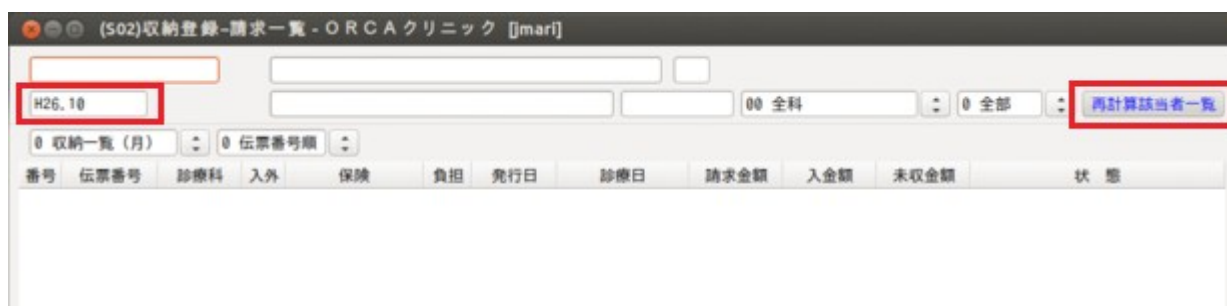 (S02)収納登録-請求一覧 - ORCAクリニック [jmari]
H26.10 00 全科 0 全部 再計算該当者一覧
0 収納一覧（月） 0 伝票番号順
番号 伝票番号 診療科 入外 保険 負担 発行日 診療日 請求金額 入金額 未収金額 状 態